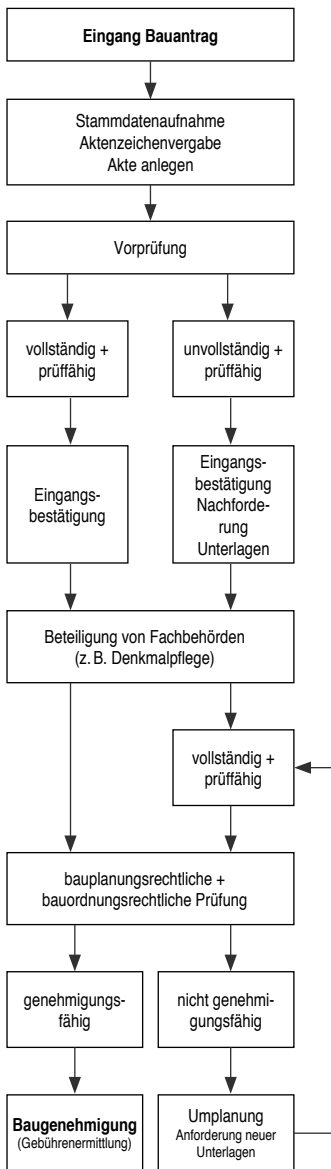 Eingang Bauantrag
Stammdatenaufnahme
Aktenzeichenvergabe
Akte anlegen
Vorprüfung
vollständig +
prüffähig
unvollständig +
prüffähig
Eingangs-
bestätigung
Eingangs-
bestätigung
Nachforde-
rung
Unterlagen
Beteiligung von Fachbehörden
(z. B. Denkmalpflege)
vollständig +
prüffähig
bauplanungsrechtliche +
bauordnungsrechtliche Prüfung
genehmigungs-
fähig
nicht genehmi-
gungsfähig
Baugenehmigung
(Gebührenermittlung)
Umplanung
Anforderung neuer
Unterlagen